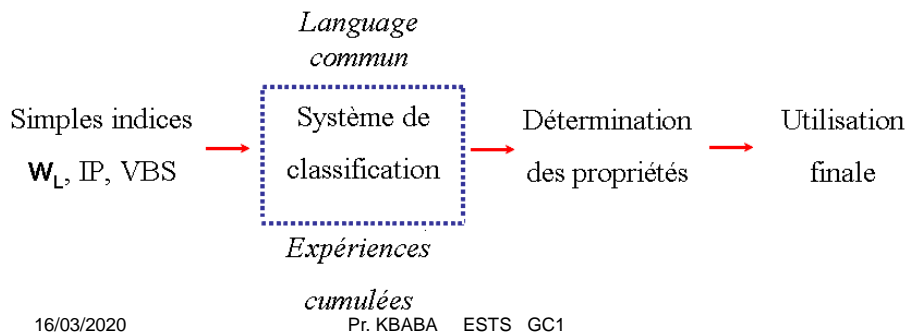 Language
commun
Simples indices
W_L, IP, VBS
Système de
classification
Détermination
des propriétés
Utilisation
finale
Expériences
cumulées
16/03/2020 Pr. KBABA ESTS GC1